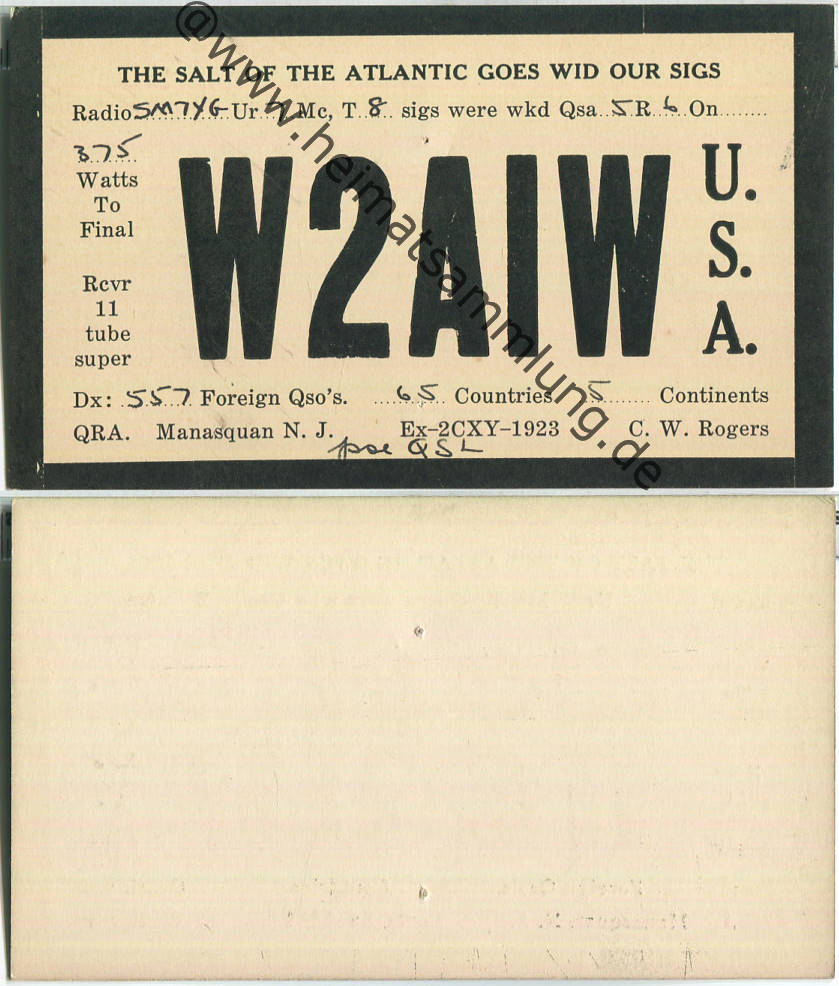 THE SALT OF THE ATLANTIC GOES WID OUR SIGS
Radio SM7YG Ur 7 Mc, T 8 sigs were wkd Qsa 5 R 6 On
375
Watts
To
Final
Rcvr
11
tube
super
W2AIW
U.
S.
A.
Dx: 557 Foreign Qso's. 65 Countries 5 Continents
QRA. Manasquan N. J. Ex-2CXY-1923 C. W. Rogers
pse QSL
@www.heimatsammlung.de